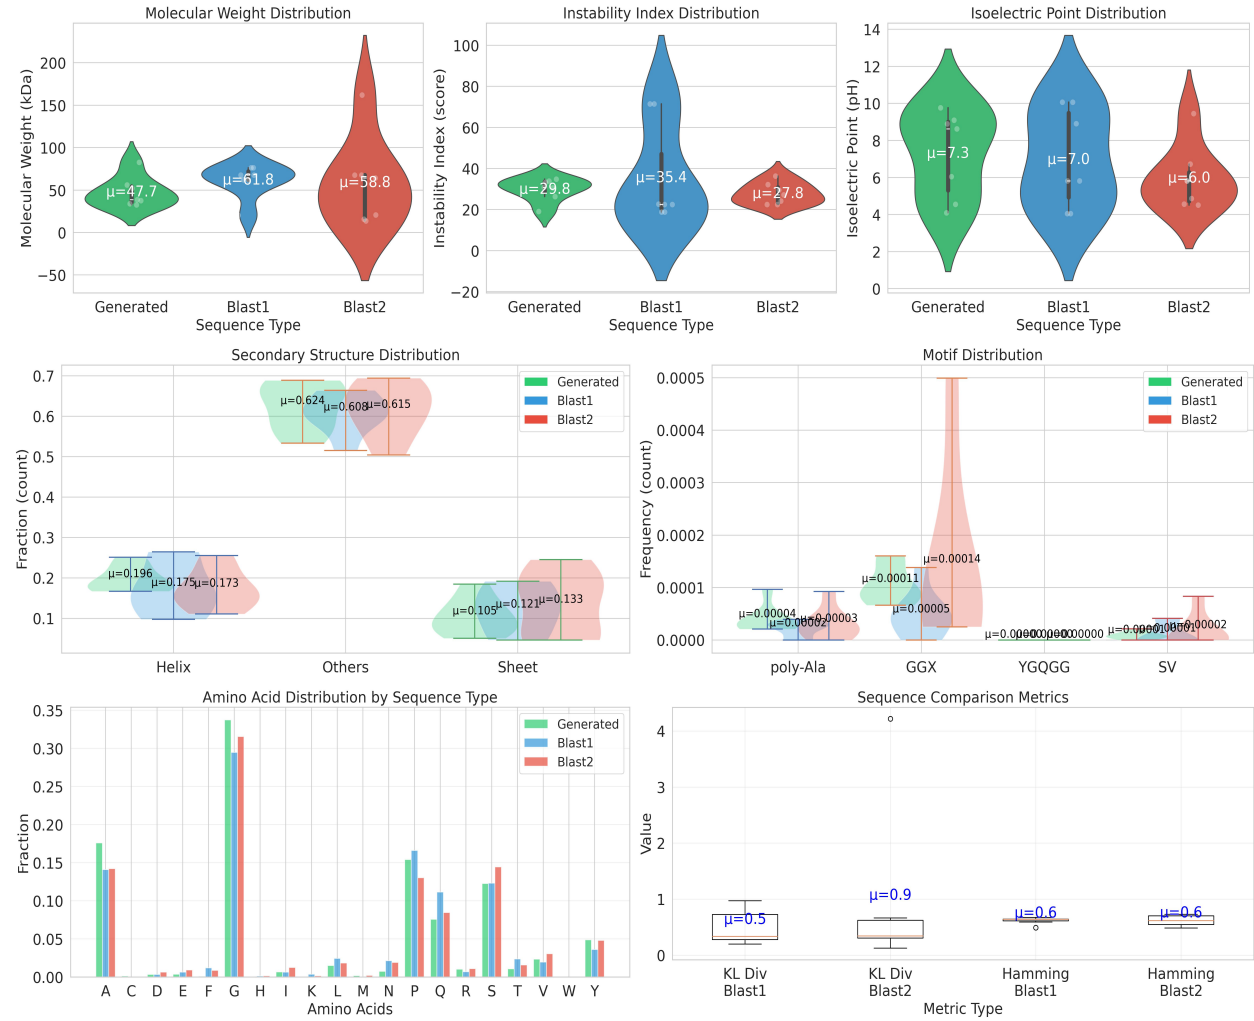 Molecular Weight Distribution
Molecular Weight (kDa)
200
150
100
50
0
−50
μ=47.7
μ=61.8
μ=58.8
Generated Blast1 Blast2
Sequence Type
Instability Index Distribution
Instability Index (score)
100
80
60
40
20
0
−20
μ=29.8
μ=35.4
μ=27.8
Generated Blast1 Blast2
Sequence Type
Isoelectric Point Distribution
Isoelectric Point (pH)
14
12
10
8
6
4
2
0
μ=7.3
μ=7.0
μ=6.0
Generated Blast1 Blast2
Sequence Type
Secondary Structure Distribution
Fraction (count)
0.7
0.6
0.5
0.4
0.3
0.2
0.1
Generated
Blast1
Blast2
μ=0.624
μ=0.608
μ=0.615
μ=0.196
μ=0.175
μ=0.173
μ=0.105
μ=0.121
μ=0.133
Helix Others Sheet
Motif Distribution
Frequency (count)
0.0005
0.0004
0.0003
0.0002
0.0001
0.0000
Generated
Blast1
Blast2
μ=0.00004
μ=0.00002
μ=0.00003
μ=0.00011
μ=0.00005
μ=0.00014
μ=0.00000
μ=0.00000
μ=0.00000
μ=0.00001
μ=0.00001
μ=0.00002
poly-Ala GGX YGQGG SV
Amino Acid Distribution by Sequence Type
Fraction
0.35
0.30
0.25
0.20
0.15
0.10
0.05
0.00
Generated
Blast1
Blast2
A C D E F G H I K L M N P Q R S T V W Y
Amino Acids
Sequence Comparison Metrics
Value
4
3
2
1
0
μ=0.5
μ=0.9
μ=0.6
μ=0.6
KL Div KL Div Hamming Hamming
Blast1 Blast2 Blast1 Blast2
Metric Type